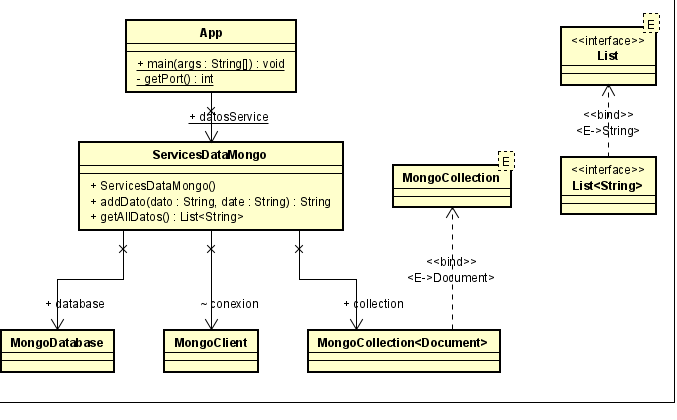 App
+ main(args : String[]) : void
- getPort() : int
+ datosService
ServicesDataMongo
+ ServicesDataMongo()
+ addDato(dato : String, date : String) : String
+ getAllDatos() : List<String>
+ database
~ conexion
+ collection
MongoDatabase
MongoClient
MongoCollection<Document>
E
MongoCollection
<<bind>>
<E->Document>
E
<<interface>>
List
<<bind>>
<E->String>
<<interface>>
List<String>